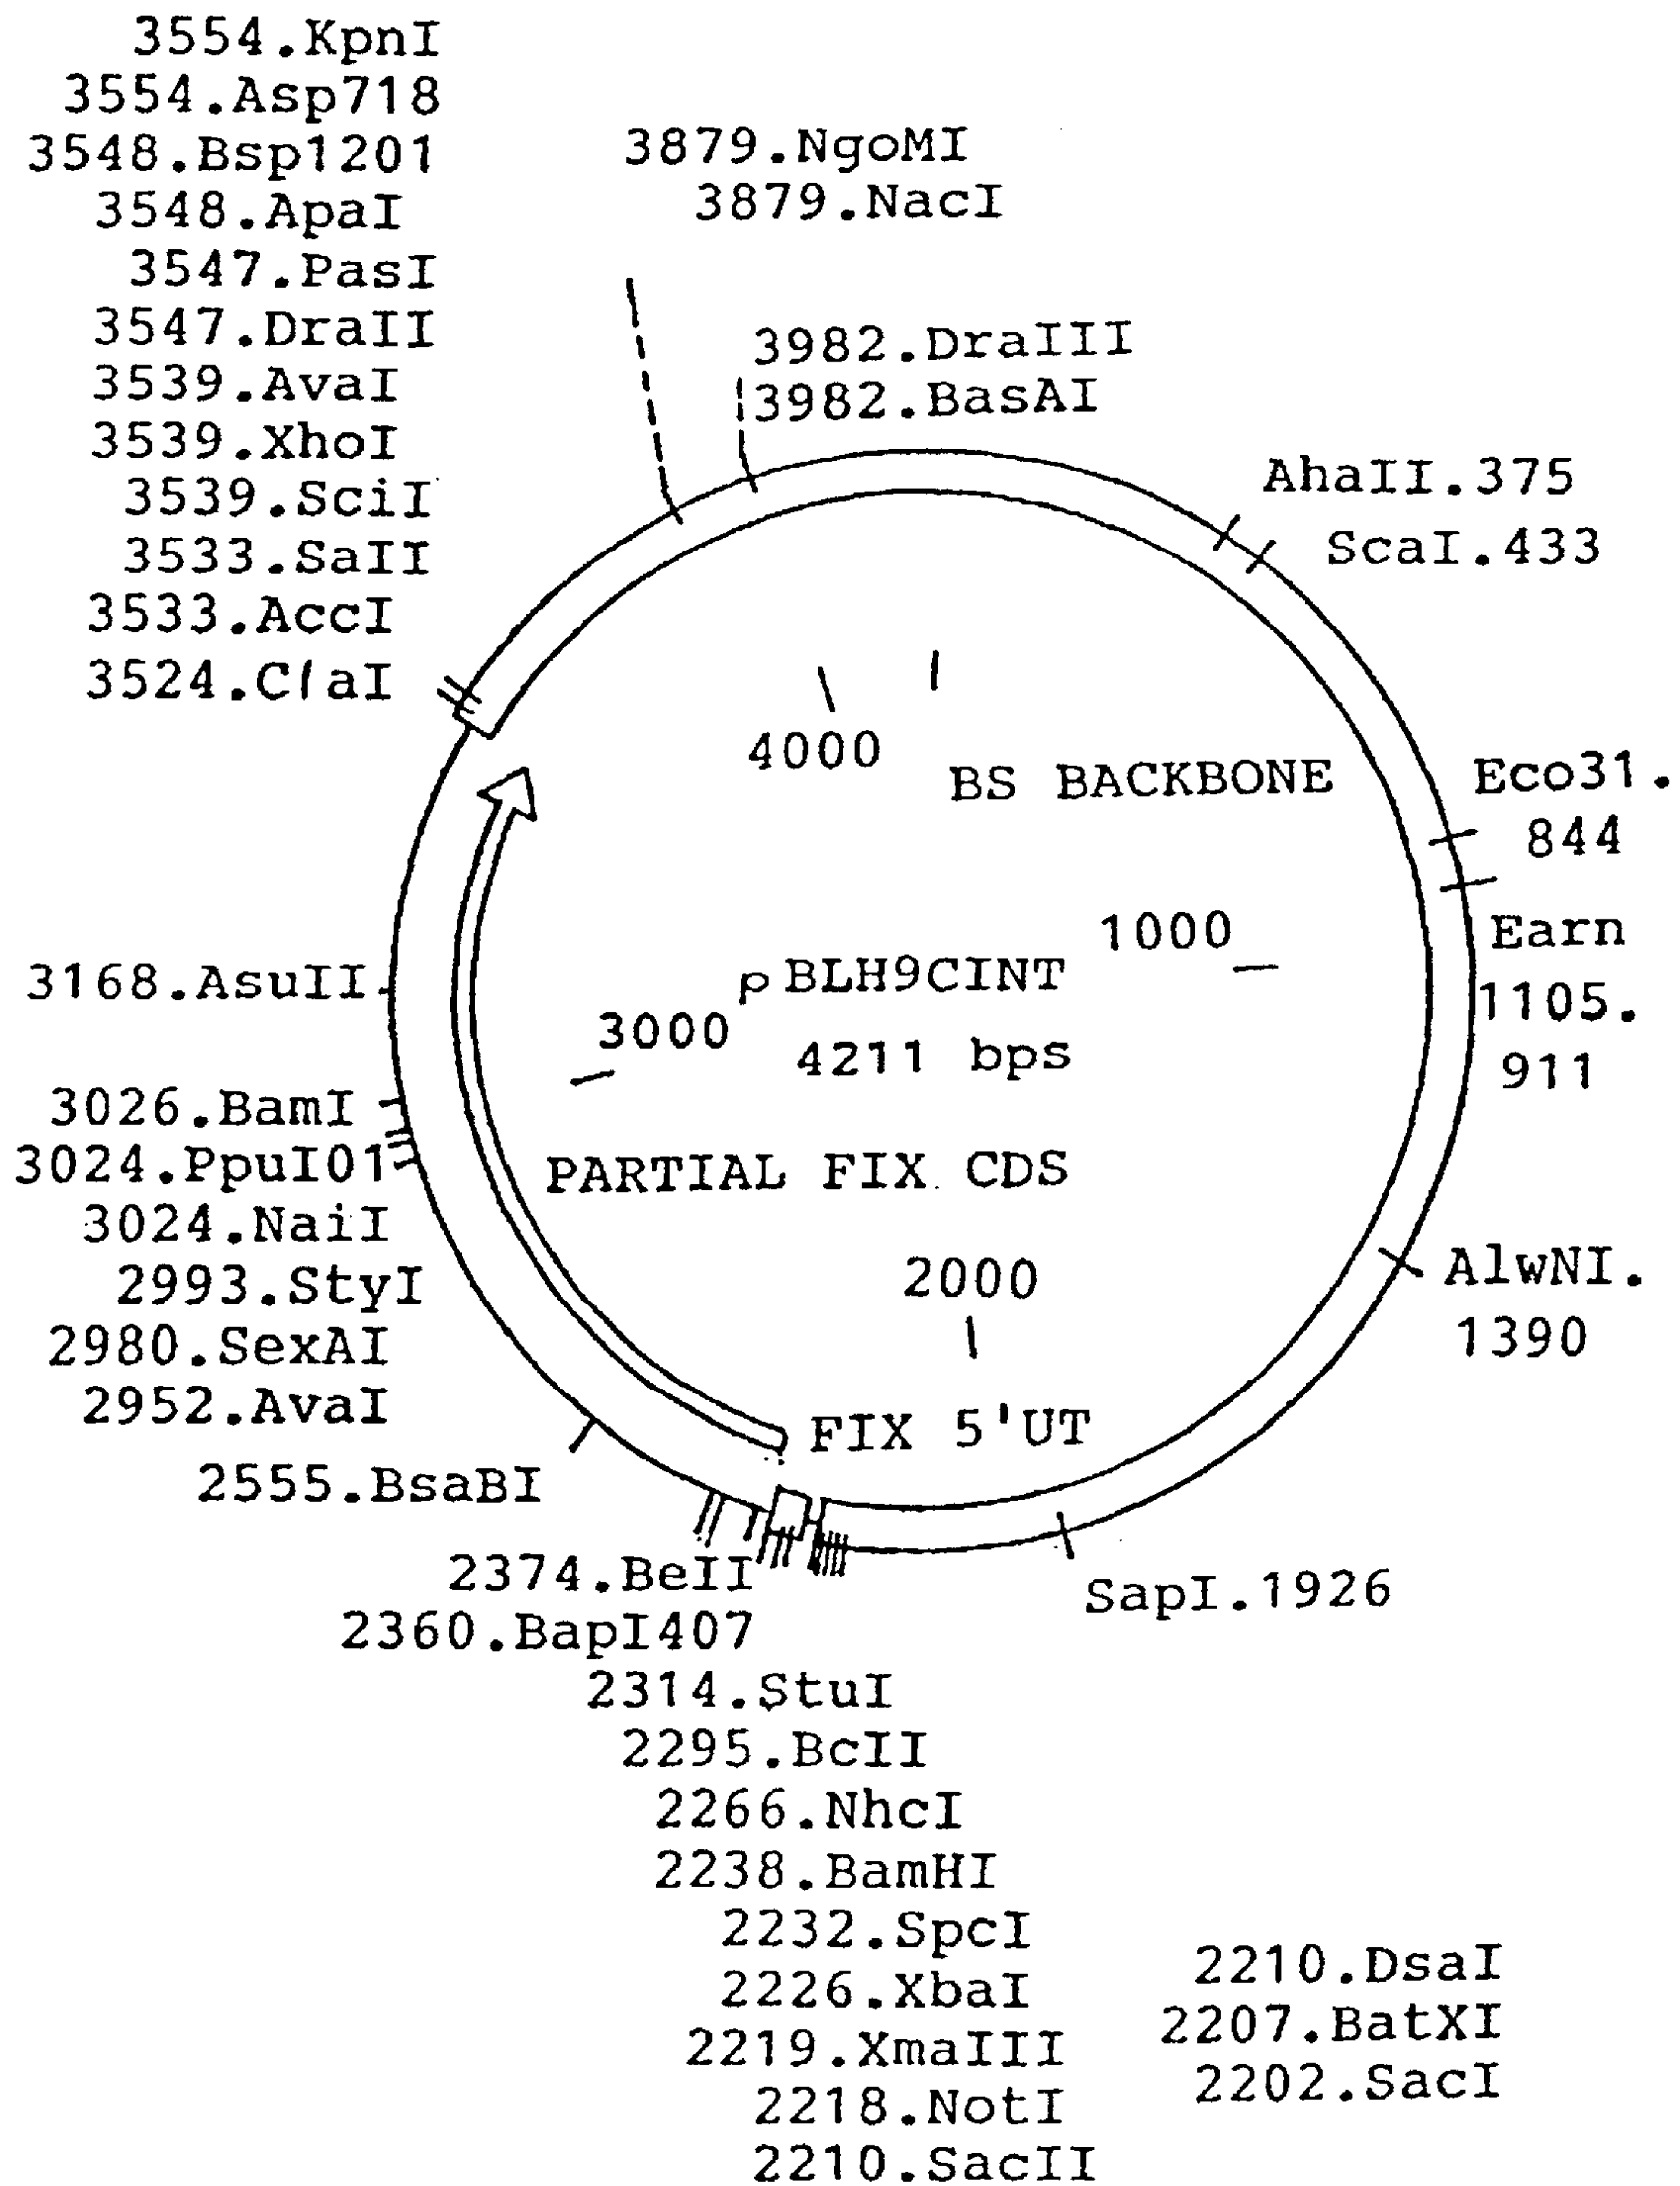 3554.KpnI
3554.Asp718
3548.Bsp1201
3548.ApaI
3547.PasI
3547.DraII
3539.AvaI
3539.XhoI
3539.SciI
3533.SaII
3533.AccI
3524.ClaI
3879.NgoMI
3879.NacI
3982.DraIII
3982.BasAI
AhaII.375
ScaI.433
Eco31.
844
Earn
1105.
911
AlwNI.
1390
SapI.1926
4000
BS BACKBONE
1000
pBLH9CINT
4211 bps
3000
PARTIAL FIX CDS
2000
FIX 5'UT
3168.AsuII
3026.BamI
3024.PpuI01
3024.NaiI
2993.StyI
2980.SexAI
2952.AvaI
2555.BsaBI
2374.BeII
2360.BapI407
2314.StuI
2295.BcII
2266.NhcI
2238.BamHI
2232.SpcI
2226.XbaI
2219.XmaIII
2218.NotI
2210.SacII
2210.DsaI
2207.BatXI
2202.SacI